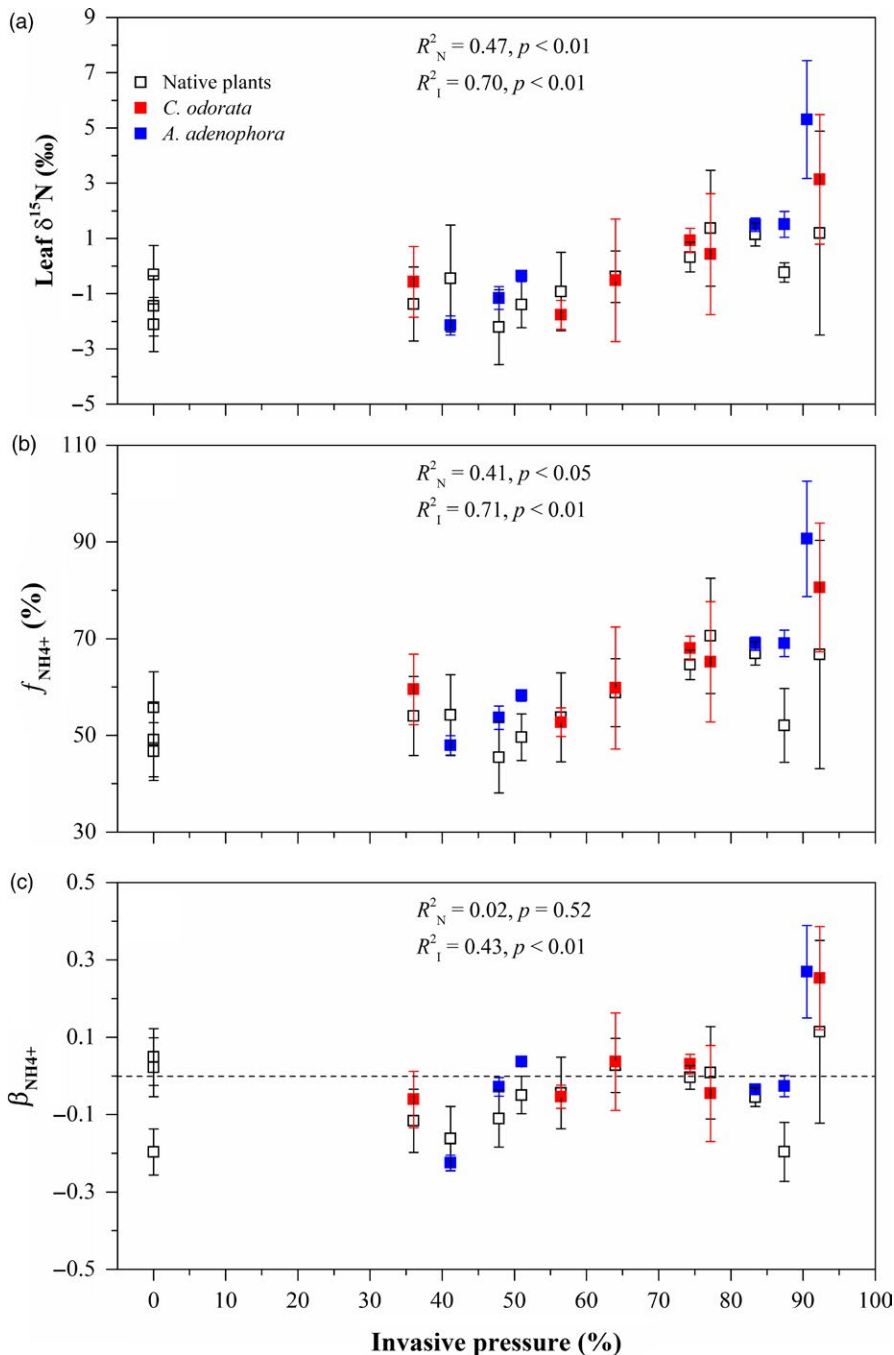 (a)
9
7
5
3
1
−1
−3
−5
Leaf δ¹⁵N (‰)
R²N = 0.47, p < 0.01
R²I = 0.70, p < 0.01
Native plants
C. odorata
A. adenophora
(b)
110
90
70
50
30
fNH4+ (%)
R²N = 0.41, p < 0.05
R²I = 0.71, p < 0.01
(c)
0.5
0.3
0.1
−0.1
−0.3
−0.5
βNH4+
R²N = 0.02, p = 0.52
R²I = 0.43, p < 0.01
0 10 20 30 40 50 60 70 80 90 100
Invasive pressure (%)